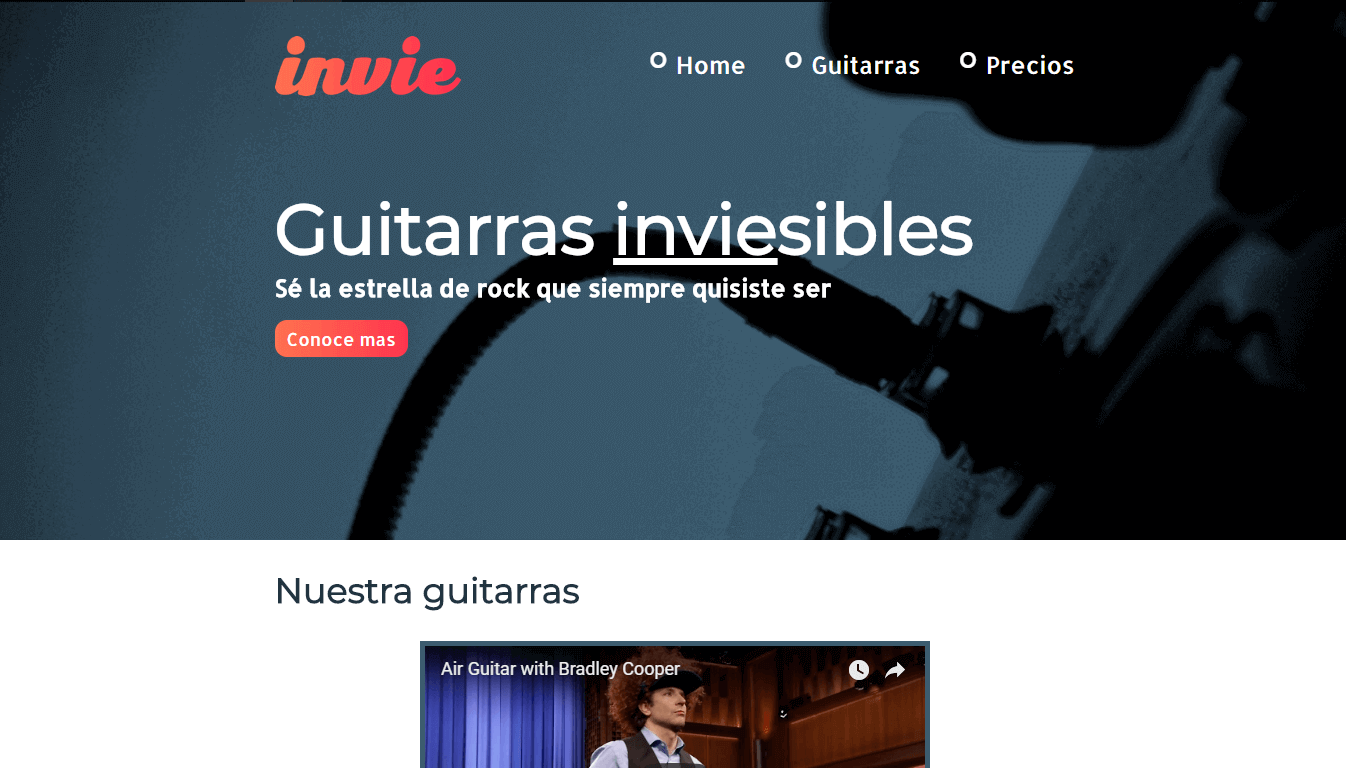 invie
Home Guitarras Precios
Guitarras inviesibles
Sé la estrella de rock que siempre quisiste ser
Conoce mas
Nuestra guitarras
Air Guitar with Bradley Cooper